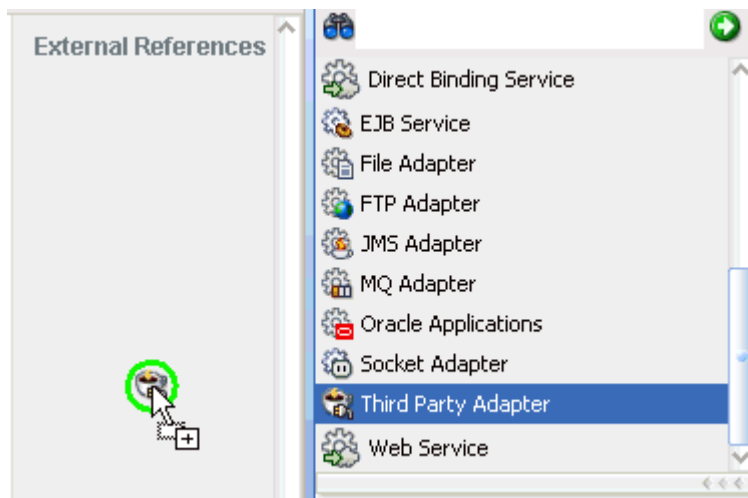 External References
Direct Binding Service
EJB Service
File Adapter
FTP Adapter
JMS Adapter
MQ Adapter
Oracle Applications
Socket Adapter
Third Party Adapter
Web Service